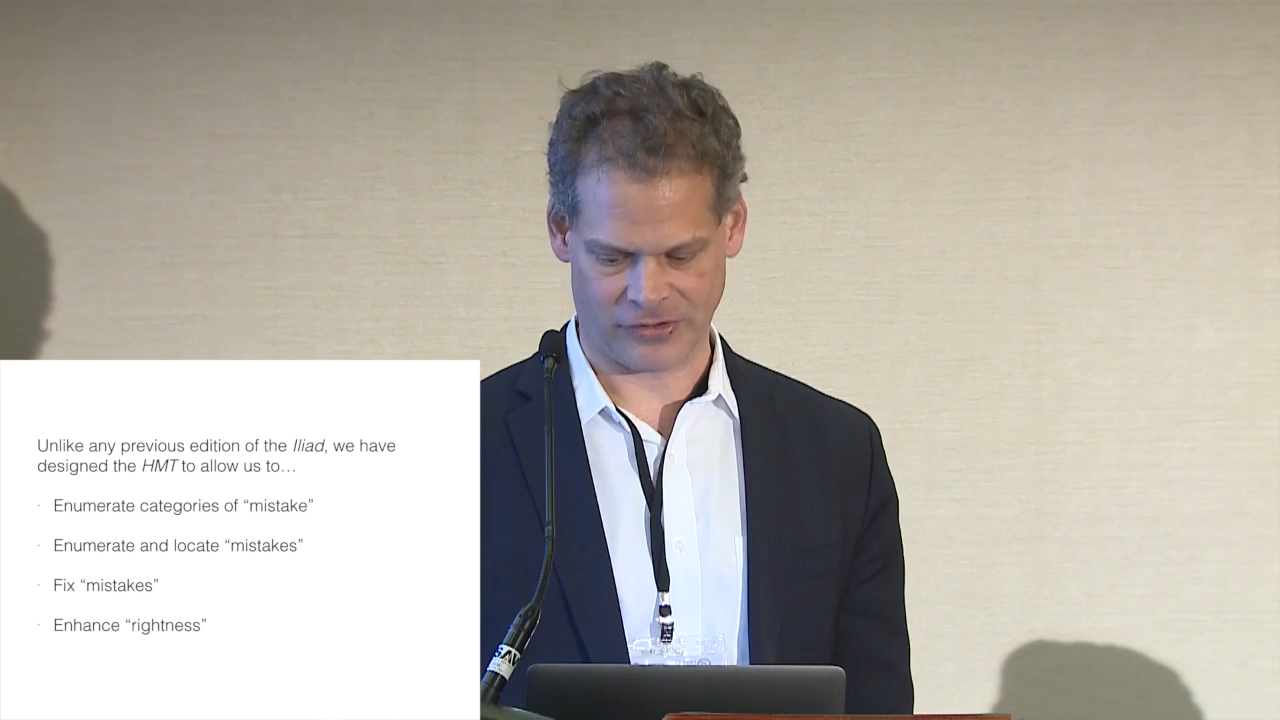 Unlike any previous edition of the Iliad, we have
designed the HMT to allow us to…
· Enumerate categories of “mistake”
· Enumerate and locate “mistakes”
· Fix “mistakes”
· Enhance “rightness”